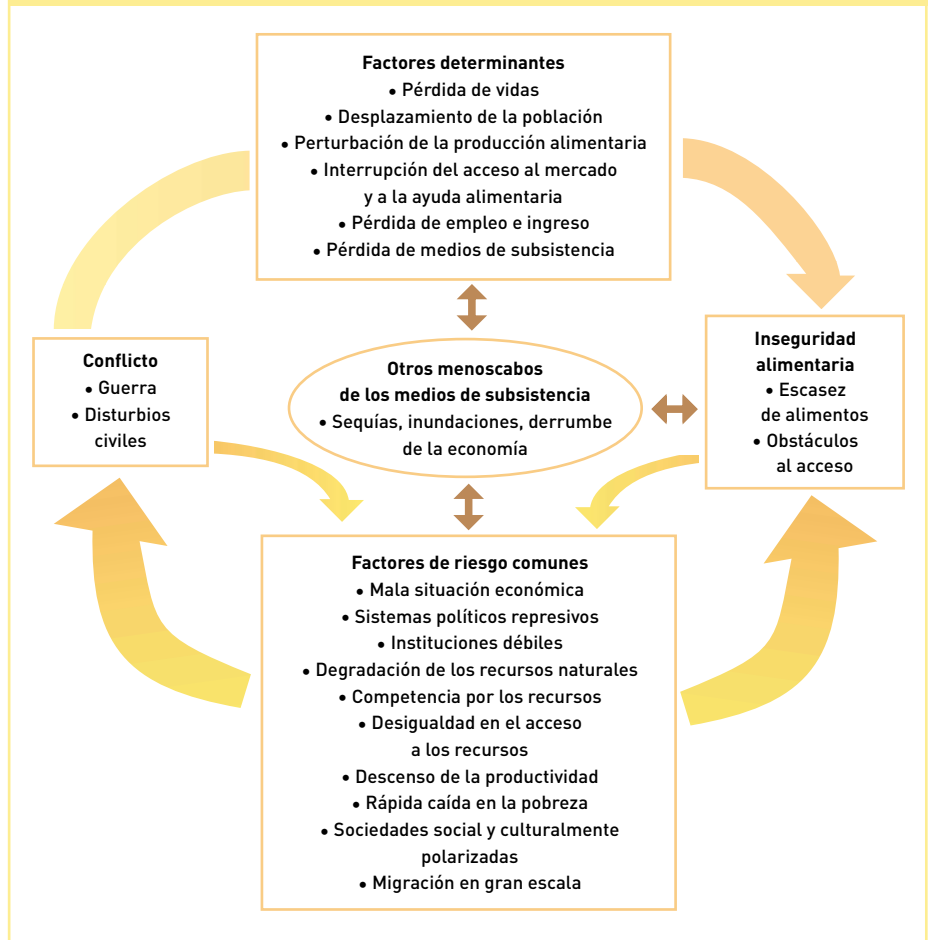 Factores determinantes
• Pérdida de vidas
• Desplazamiento de la población
• Perturbación de la producción alimentaria
• Interrupción del acceso al mercado
y a la ayuda alimentaria
• Pérdida de empleo e ingreso
• Pérdida de medios de subsistencia
Conflicto
• Guerra
• Disturbios
civiles
Otros menoscabos
de los medios de subsistencia
• Sequías, inundaciones, derrumbe
de la economía
Inseguridad
alimentaria
• Escasez
de alimentos
• Obstáculos
al acceso
Factores de riesgo comunes
• Mala situación económica
• Sistemas políticos represivos
• Instituciones débiles
• Degradación de los recursos naturales
• Competencia por los recursos
• Desigualdad en el acceso
a los recursos
• Descenso de la productividad
• Rápida caída en la pobreza
• Sociedades social y culturalmente
polarizadas
• Migración en gran escala